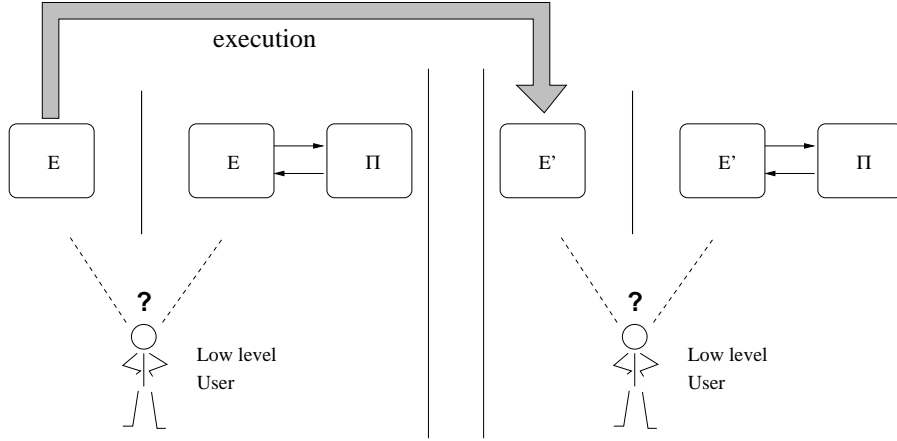 execution
E
E
Π
E'
E'
Π
?
?
Low level
User
Low level
User